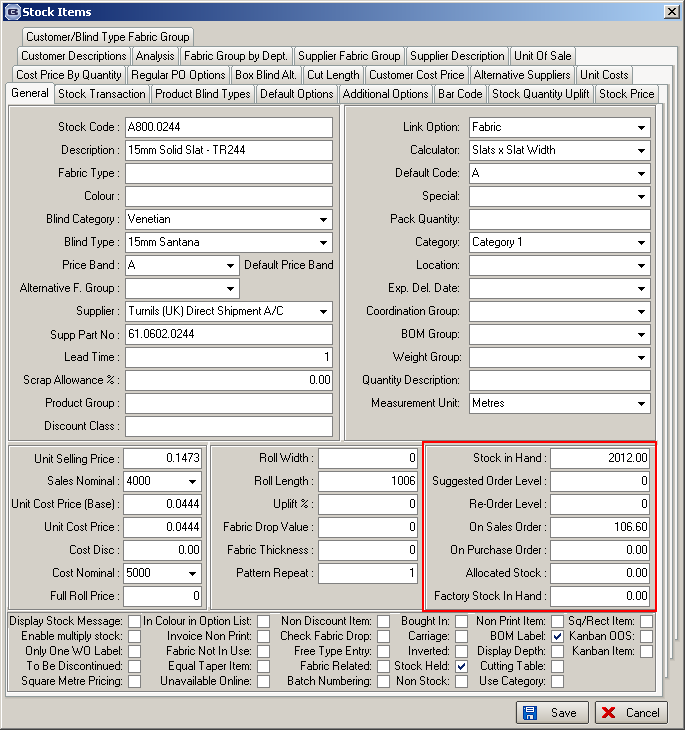 Stock Items
Customer/Blind Type Fabric Group
Customer Descriptions Analysis Fabric Group by Dept. Supplier Fabric Group Supplier Description Unit Of Sale
Cost Price By Quantity Regular PO Options Box Blind Alt. Cut Length Customer Cost Price Alternative Suppliers Unit Costs
General Stock Transaction Product Blind Types Default Options Additional Options Bar Code Stock Quantity Uplift Stock Price
Stock Code : A800.0244
Description : 15mm Solid Slat - TR244
Fabric Type :
Colour :
Blind Category : Venetian
Blind Type : 15mm Santana
Price Band : A Default Price Band
Alternative F. Group :
Supplier : Turnils (UK) Direct Shipment A/C
Supp Part No : 61.0602.0244
Lead Time : 1
Scrap Allowance % : 0.00
Product Group :
Discount Class :
Link Option: Fabric
Calculator: Slats x Slat Width
Default Code: A
Special:
Pack Quantity:
Category: Category 1
Location:
Exp. Del. Date:
Coordination Group:
BOM Group:
Weight Group:
Quantity Description:
Measurement Unit: Metres
Unit Selling Price : 0.1473
Sales Nominal : 4000
Unit Cost Price (Base) : 0.0444
Unit Cost Price : 0.0444
Cost Disc : 0.00
Cost Nominal : 5000
Full Roll Price : 0
Roll Width : 0
Roll Length : 1006
Uplift % : 0
Fabric Drop Value : 0
Fabric Thickness : 0
Pattern Repeat : 1
Stock in Hand : 2012.00
Suggested Order Level : 0
Re-Order Level : 0
On Sales Order : 106.60
On Purchase Order : 0.00
Allocated Stock : 0.00
Factory Stock In Hand : 0.00
Display Stock Message: In Colour in Option List: Non Discount Item: Bought In: Non Print Item: Sq/Rect Item:
Enable multiply stock: Invoice Non Print: Check Fabric Drop: Carriage: BOM Label: Kanban OOS:
Only One WO Label: Fabric Not In Use: Free Type Entry: Inverted: Display Depth: Kanban Item:
To Be Discontinued: Equal Taper Item: Fabric Related: Stock Held: Cutting Table:
Square Metre Pricing: Unavailable Online: Batch Numbering: Non Stock: Use Category:
Save Cancel